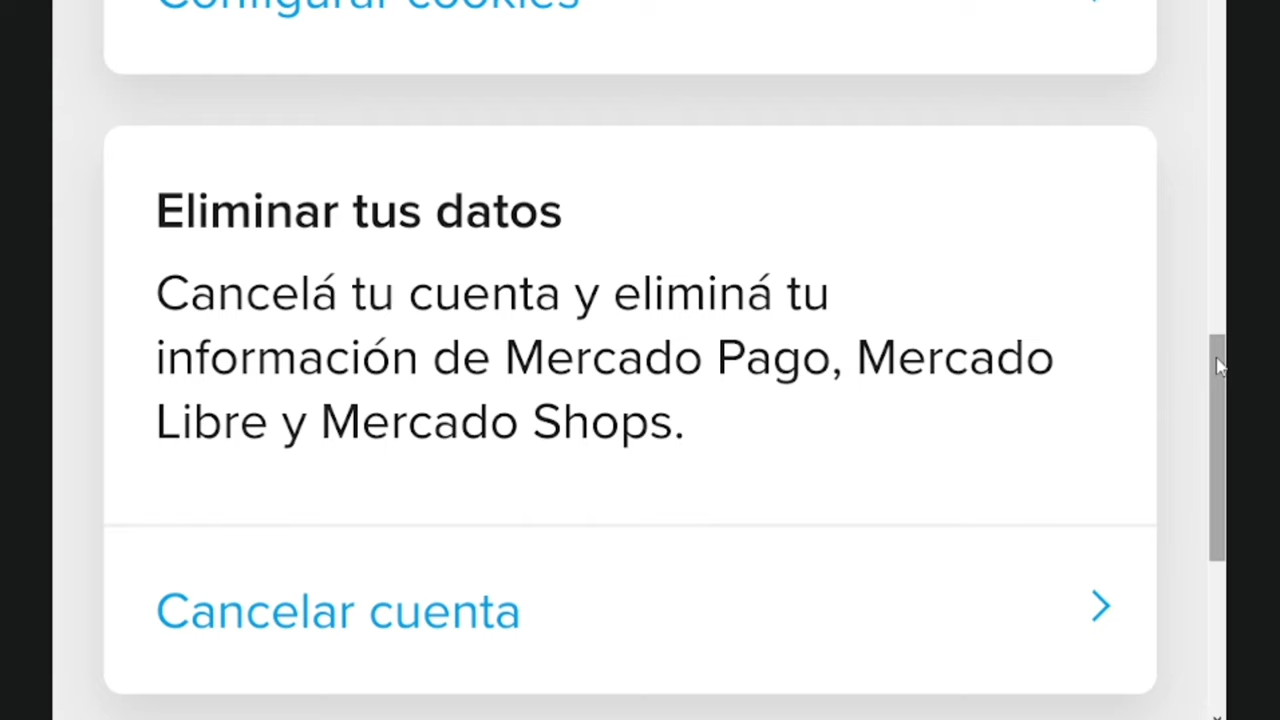 Configurar cookies
Eliminar tus datos
Cancelá tu cuenta y eliminá tu
información de Mercado Pago, Mercado
Libre y Mercado Shops.
Cancelar cuenta